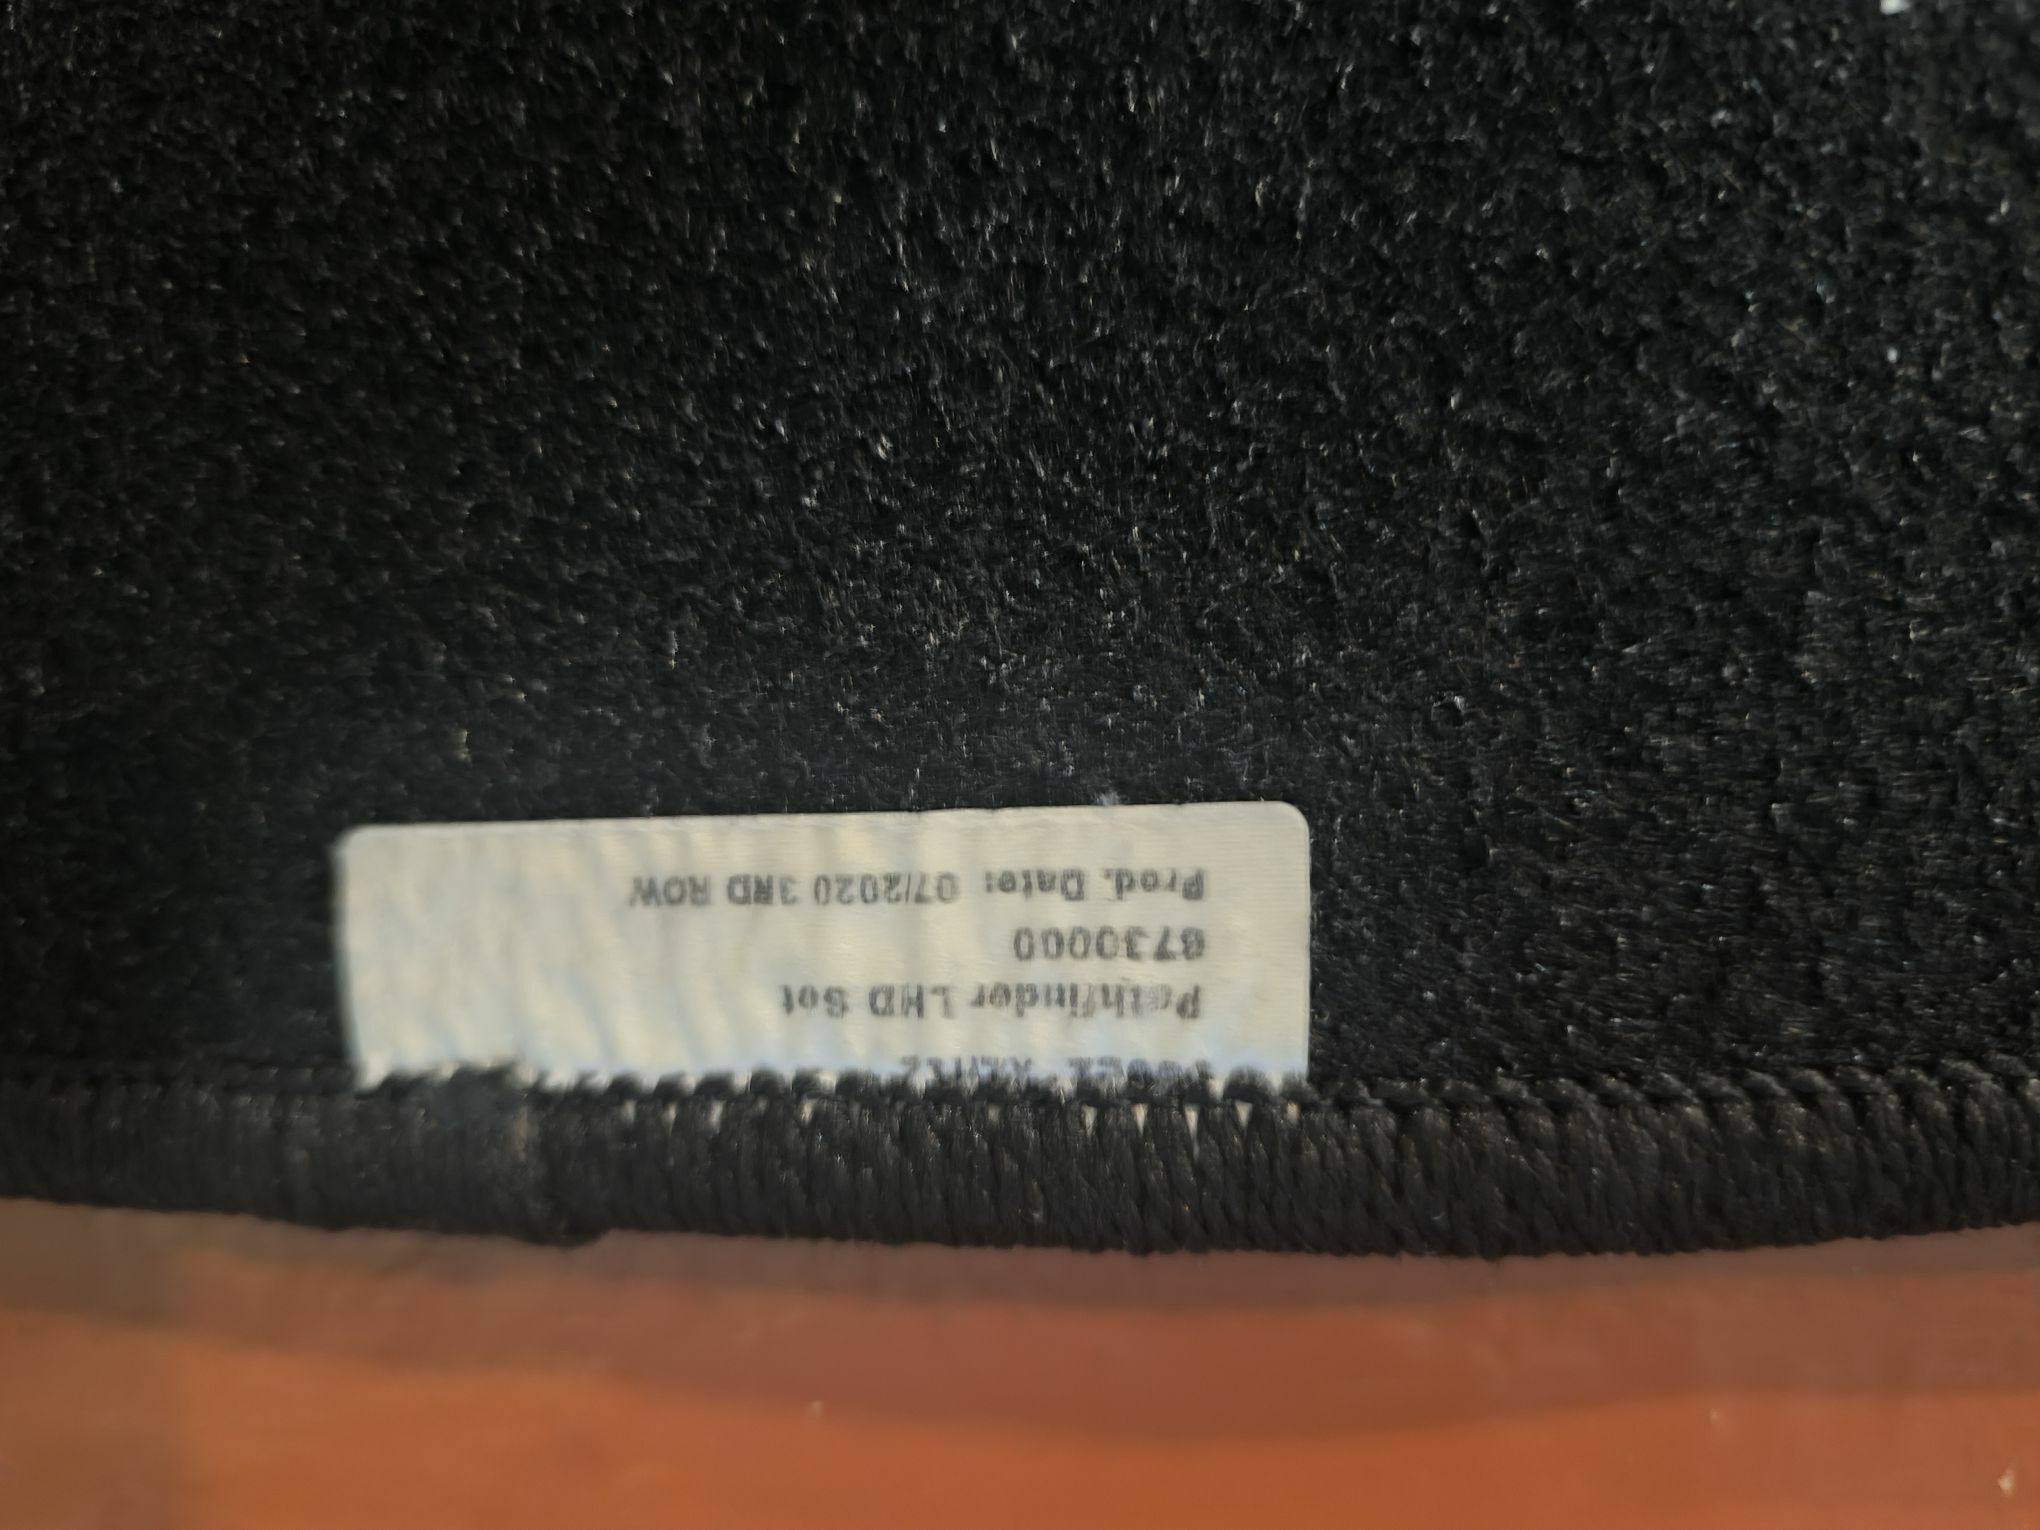 Pathfinder LHD Set
6730000
Prod. Date: 07/2020 3RD ROW